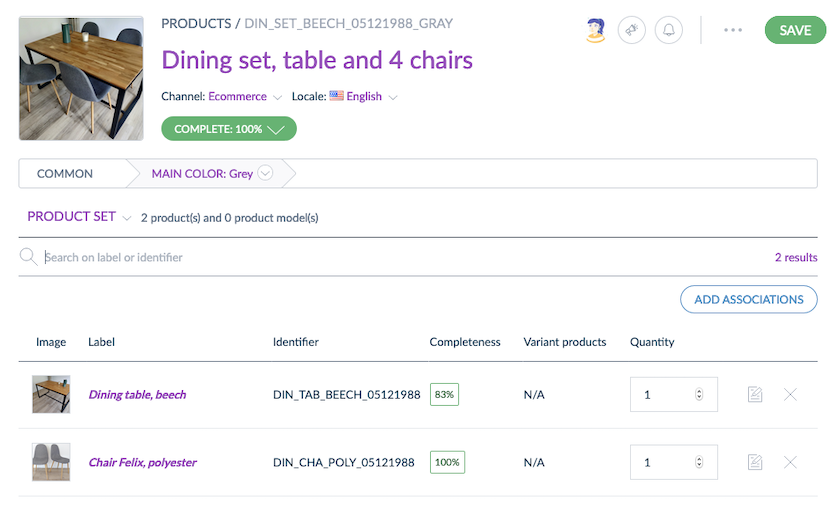 PRODUCTS / DIN_SET_BEECH_05121988_GRAY
SAVE
Dining set, table and 4 chairs
Channel: Ecommerce Locale: English
COMPLETE: 100%
COMMON MAIN COLOR: Grey
PRODUCT SET 2 product(s) and 0 product model(s)
Search on label or identifier 2 results
ADD ASSOCIATIONS
Image Label Identifier Completeness Variant products Quantity
Dining table, beech DIN_TAB_BEECH_05121988 83% N/A 1
Chair Felix, polyester DIN_CHA_POLY_05121988 100% N/A 1